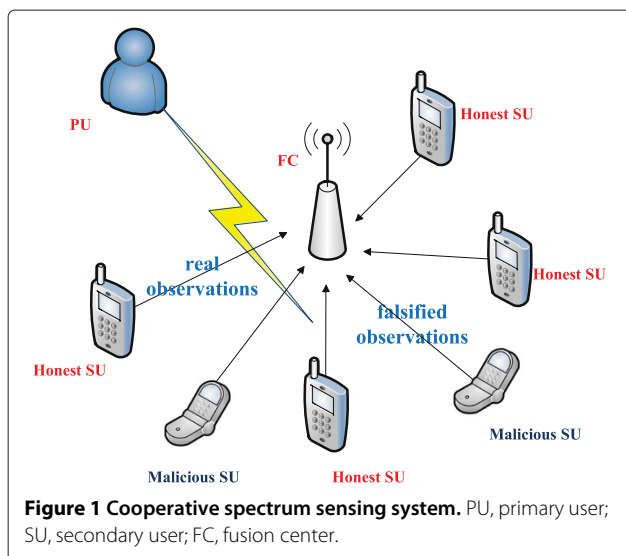 PU
FC
Honest SU
real
observations
Honest SU
falsified
observations
Honest SU
Malicious SU
Malicious SU
Honest SU
Figure 1 Cooperative spectrum sensing system. PU, primary user;
SU, secondary user; FC, fusion center.